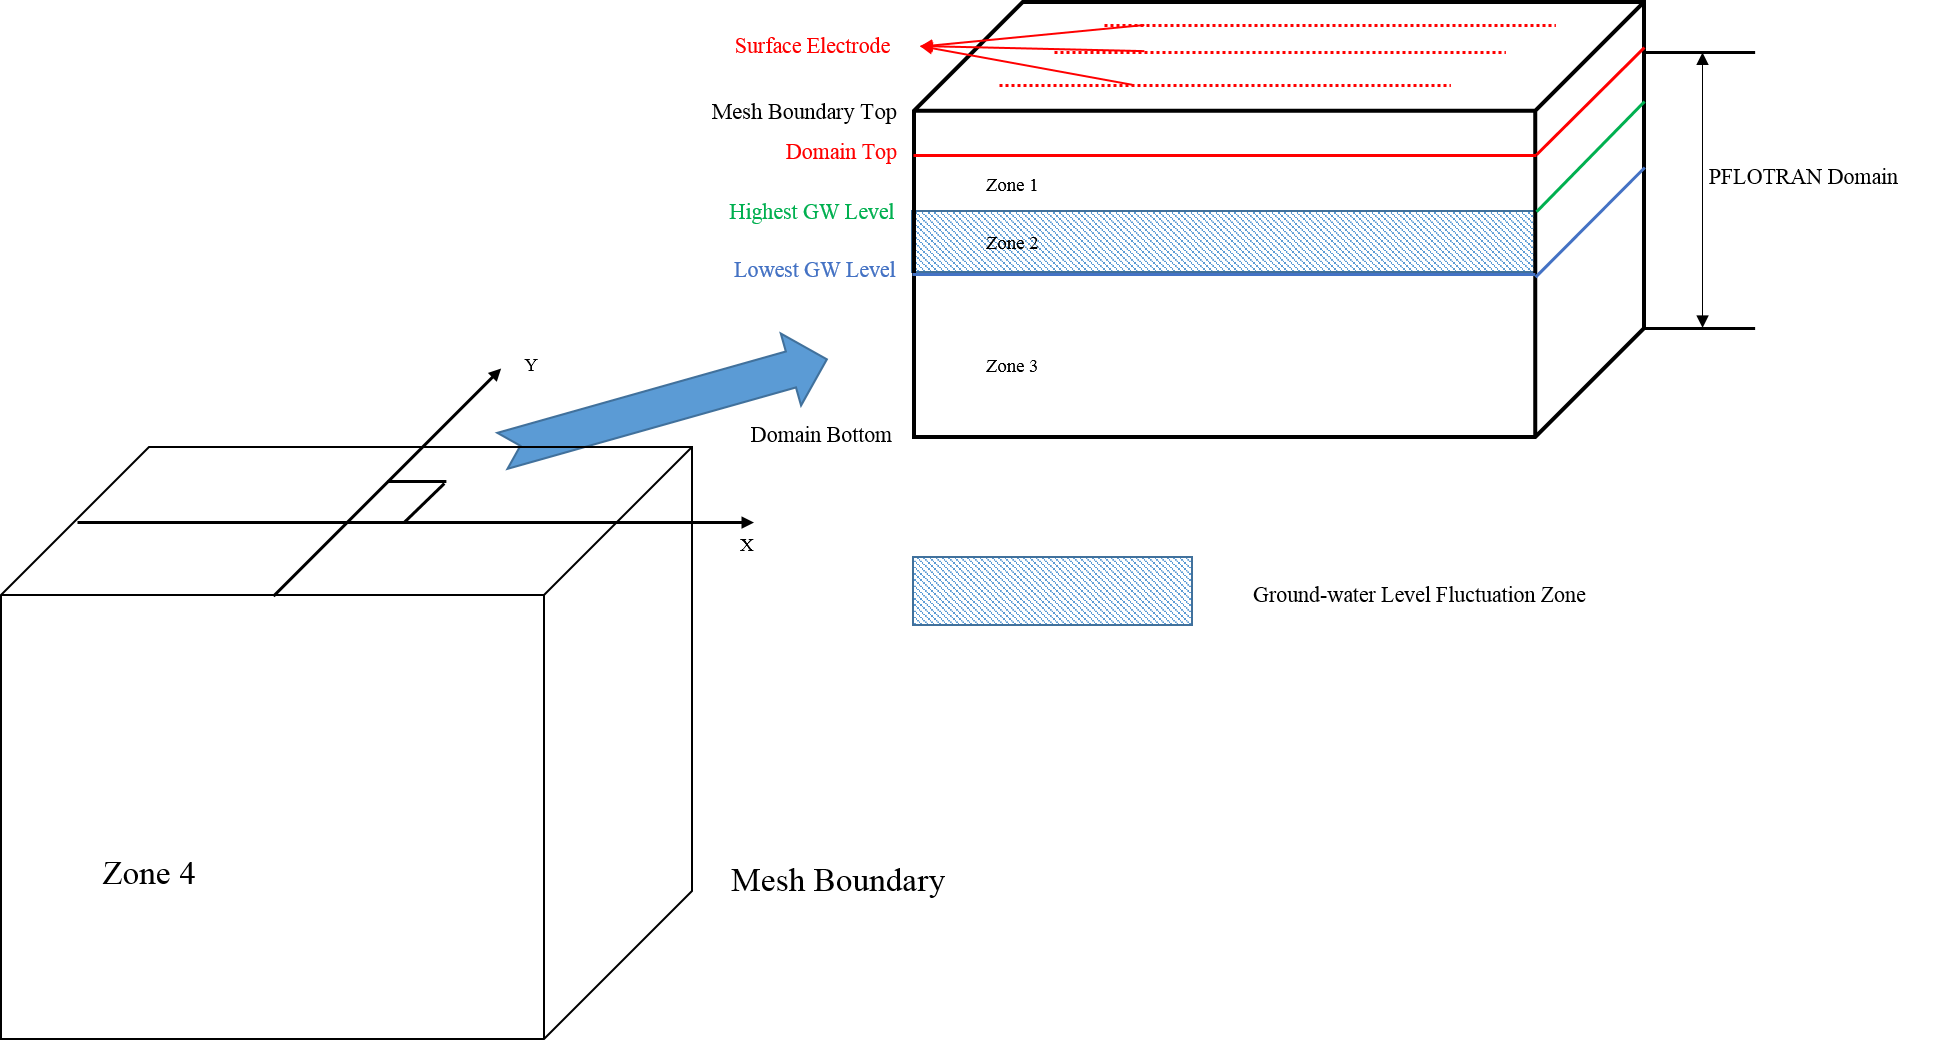 Surface Electrode
Mesh Boundary Top
Domain Top
Zone 1
PFLOTRAN Domain
Highest GW Level
Zone 2
Lowest GW Level
Zone 3
Y
Domain Bottom
X
Ground-water Level Fluctuation Zone
Zone 4
Mesh Boundary